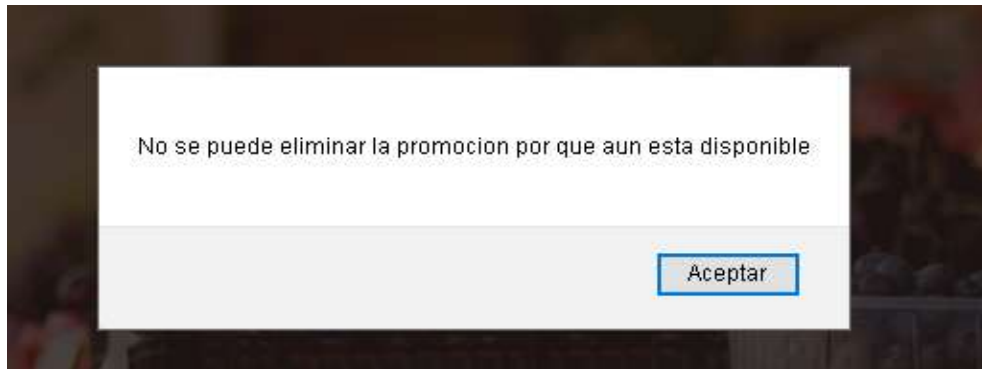 No se puede eliminar la promocion por que aun esta disponible
Aceptar